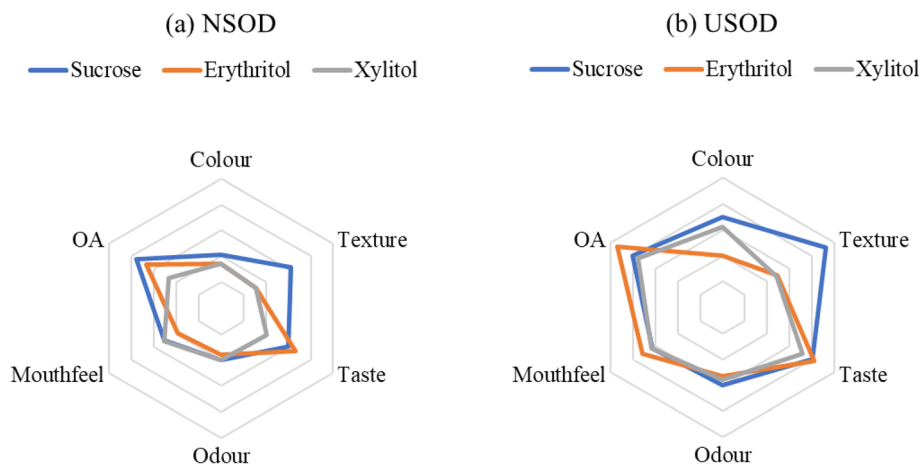 (a) NSOD
Sucrose Erythritol Xylitol
Colour
Texture
Taste
Odour
Mouthfeel
OA
(b) USOD
Sucrose Erythritol Xylitol
Colour
Texture
Taste
Odour
Mouthfeel
OA